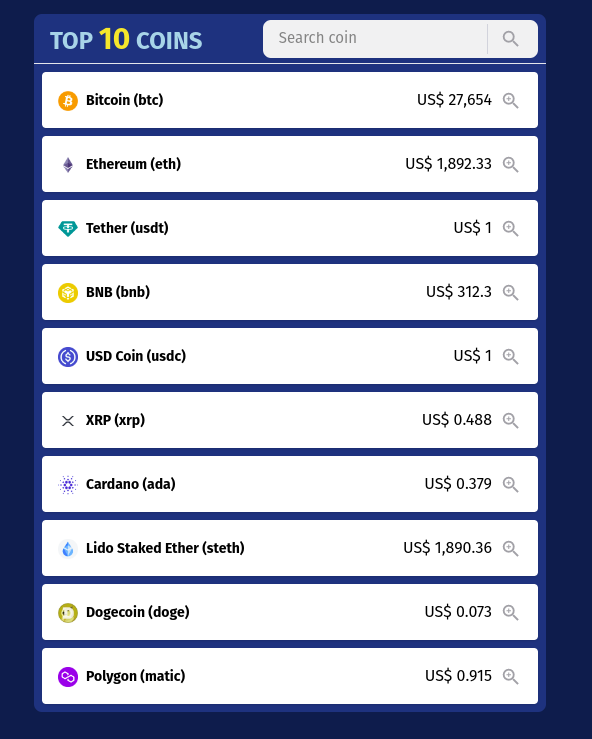 TOP 10 COINS
Search coin
Bitcoin (btc) US$ 27,654
Ethereum (eth) US$ 1,892.33
Tether (usdt) US$ 1
BNB (bnb) US$ 312.3
USD Coin (usdc) US$ 1
XRP (xrp) US$ 0.488
Cardano (ada) US$ 0.379
Lido Staked Ether (steth) US$ 1,890.36
Dogecoin (doge) US$ 0.073
Polygon (matic) US$ 0.915